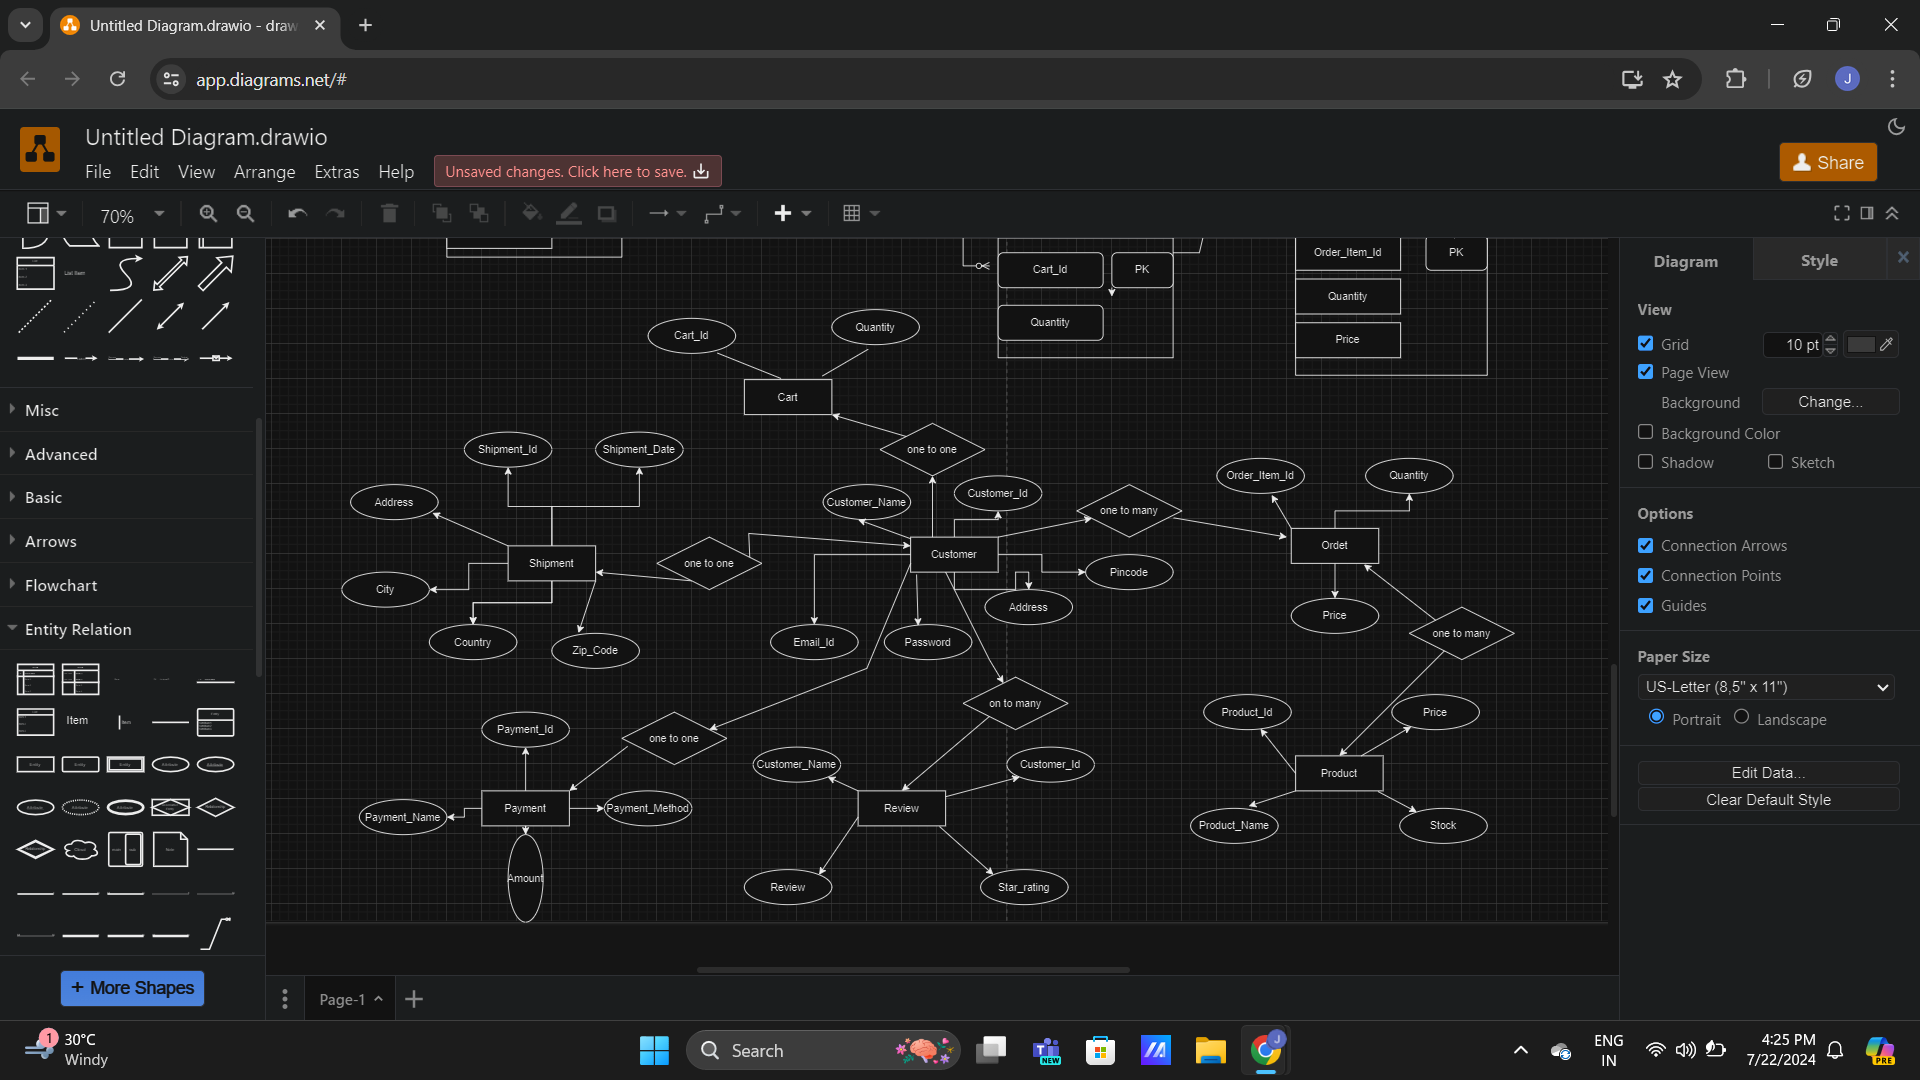 Untitled Diagram.drawio - draw
app.diagrams.net/#
J
Untitled Diagram.drawio
File Edit View Arrange Extras Help
Unsaved changes. Click here to save.
Share
70%
List Item
Misc
Advanced
Basic
Arrows
Flowchart
Entity Relation
Item
+ More Shapes
Cart_Id PK
Quantity
Order_Item_Id PK
Quantity
Price
Cart_Id Quantity
Cart
one to one
Shipment_Id Shipment_Date
Address
Shipment
City
Country
Zip_Code
one to one
Customer_Name Customer_Id
Customer
one to many
Pincode
Address
Email_Id Password
Order_Item_Id Quantity
Ordet
Price
one to many
on to many
one to one
Payment_Id
Payment
Payment_Name
Payment_Method
Amount
Customer_Name Customer_Id
Review
Review Star_rating
Product_Id Price
Product
Product_Name Stock
Page-1
Diagram Style
View
Grid 10 pt
Page View
Background Change...
Background Color
Shadow Sketch
Options
Connection Arrows
Connection Points
Guides
Paper Size
US-Letter (8,5" x 11")
Portrait Landscape
Edit Data...
Clear Default Style
1
30°C
Windy
Search
NEW
J
ENG
IN
4:25 PM
7/22/2024
PRE